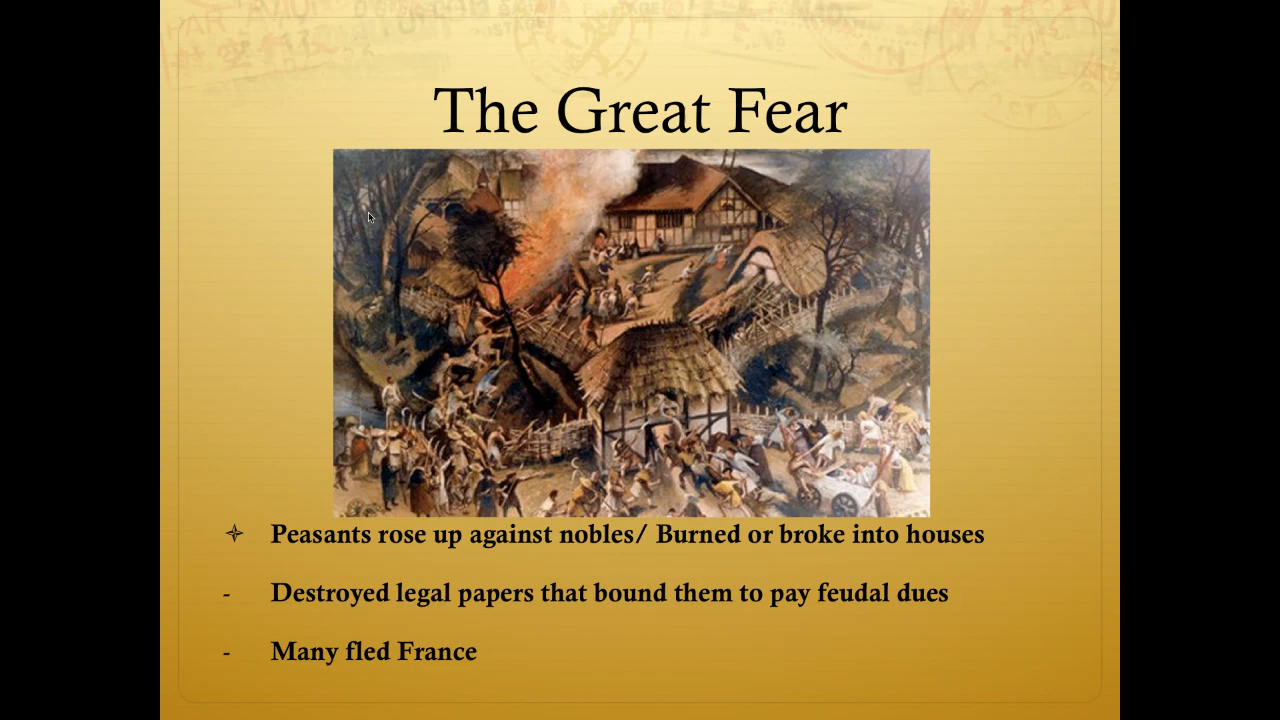 The Great Fear
Peasants rose up against nobles/ Burned or broke into houses
- Destroyed legal papers that bound them to pay feudal dues
- Many fled France